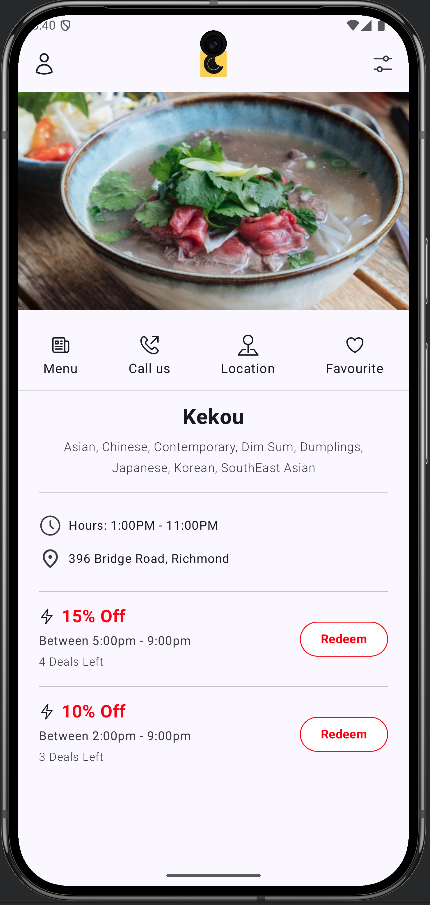 :40
Menu
Call us
Location
Favourite
Kekou
Asian, Chinese, Contemporary, Dim Sum, Dumplings,
Japanese, Korean, SouthEast Asian
Hours: 1:00PM - 11:00PM
396 Bridge Road, Richmond
15% Off
Between 5:00pm - 9:00pm
4 Deals Left
Redeem
10% Off
Between 2:00pm - 9:00pm
3 Deals Left
Redeem